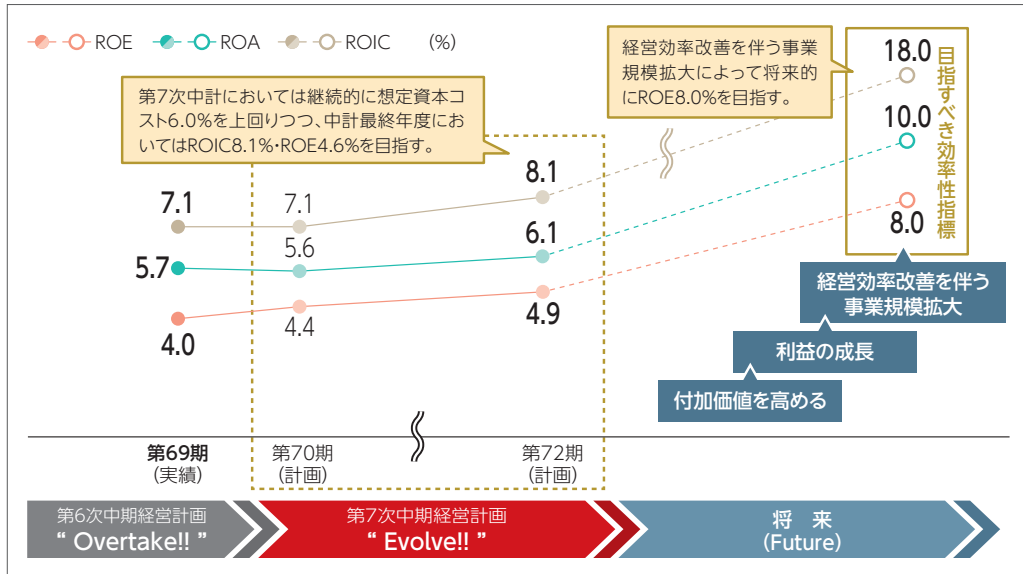 ROE ROA ROIC (%)
第7次中計においては継続的に想定資本コ
スト6.0%を上回りつつ、中計最終年度にお
いてはROIC8.1%・ROE4.6%を目指す。
経営効率改善を伴う事業
規模拡大によって将来的
にROE8.0%を目指す。
7.1
7.1
8.1
18.0
5.7
5.6
6.1
10.0
4.0
4.4
4.9
8.0
目指すべき効率性指標
経営効率改善を伴う
事業規模拡大
利益の成長
付加価値を高める
第69期
(実績)
第70期
(計画)
第72期
(計画)
第6次中期経営計画
“ Overtake!! ”
第7次中期経営計画
“ Evolve!! ”
将 来
(Future)